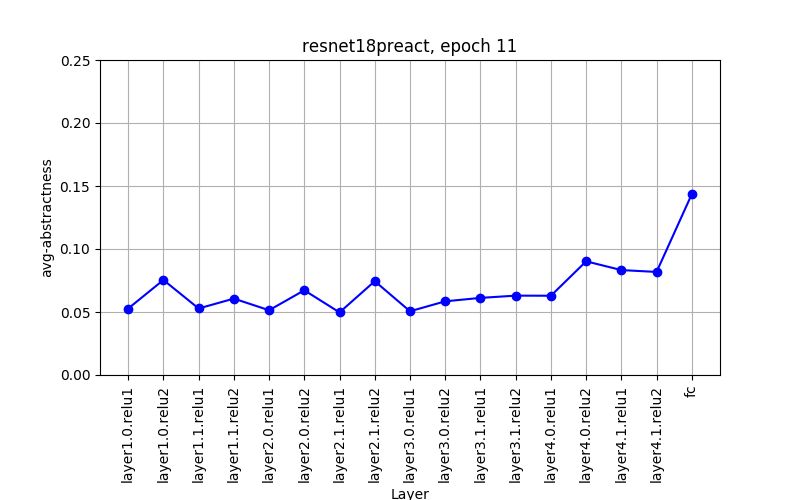 resnet18preact, epoch 11
0.25
0.20
0.15
0.10
0.05
0.00
avg-abstractness
layer1.0.relu1
layer1.0.relu2
layer1.1.relu1
layer1.1.relu2
layer2.0.relu1
layer2.0.relu2
layer2.1.relu1
layer2.1.relu2
layer3.0.relu1
layer3.0.relu2
layer3.1.relu1
layer3.1.relu2
layer4.0.relu1
layer4.0.relu2
layer4.1.relu1
layer4.1.relu2
fc
Layer